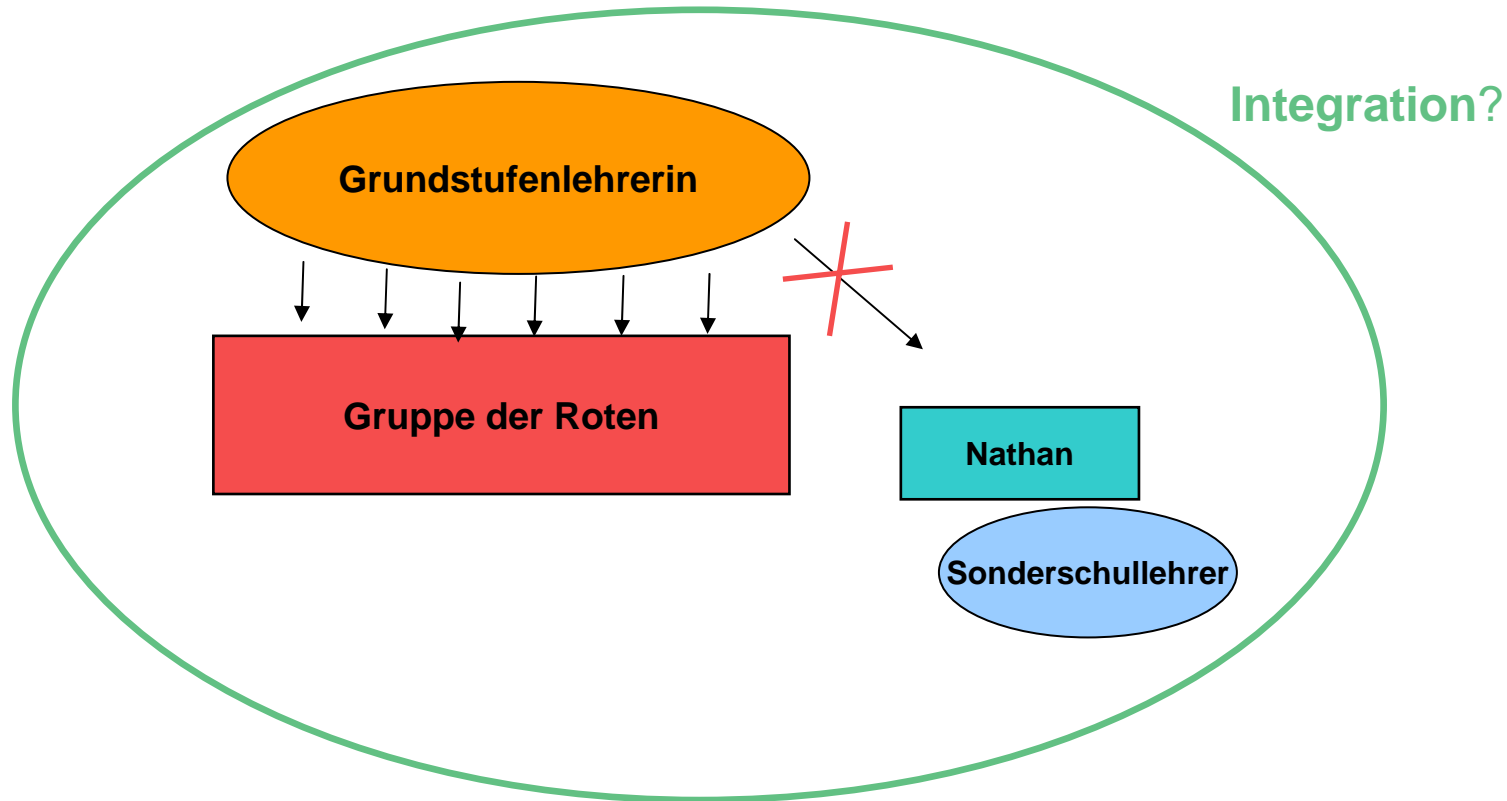 Integration?
Grundstufenlehrerin
Gruppe der Roten
Nathan
Sonderschullehrer